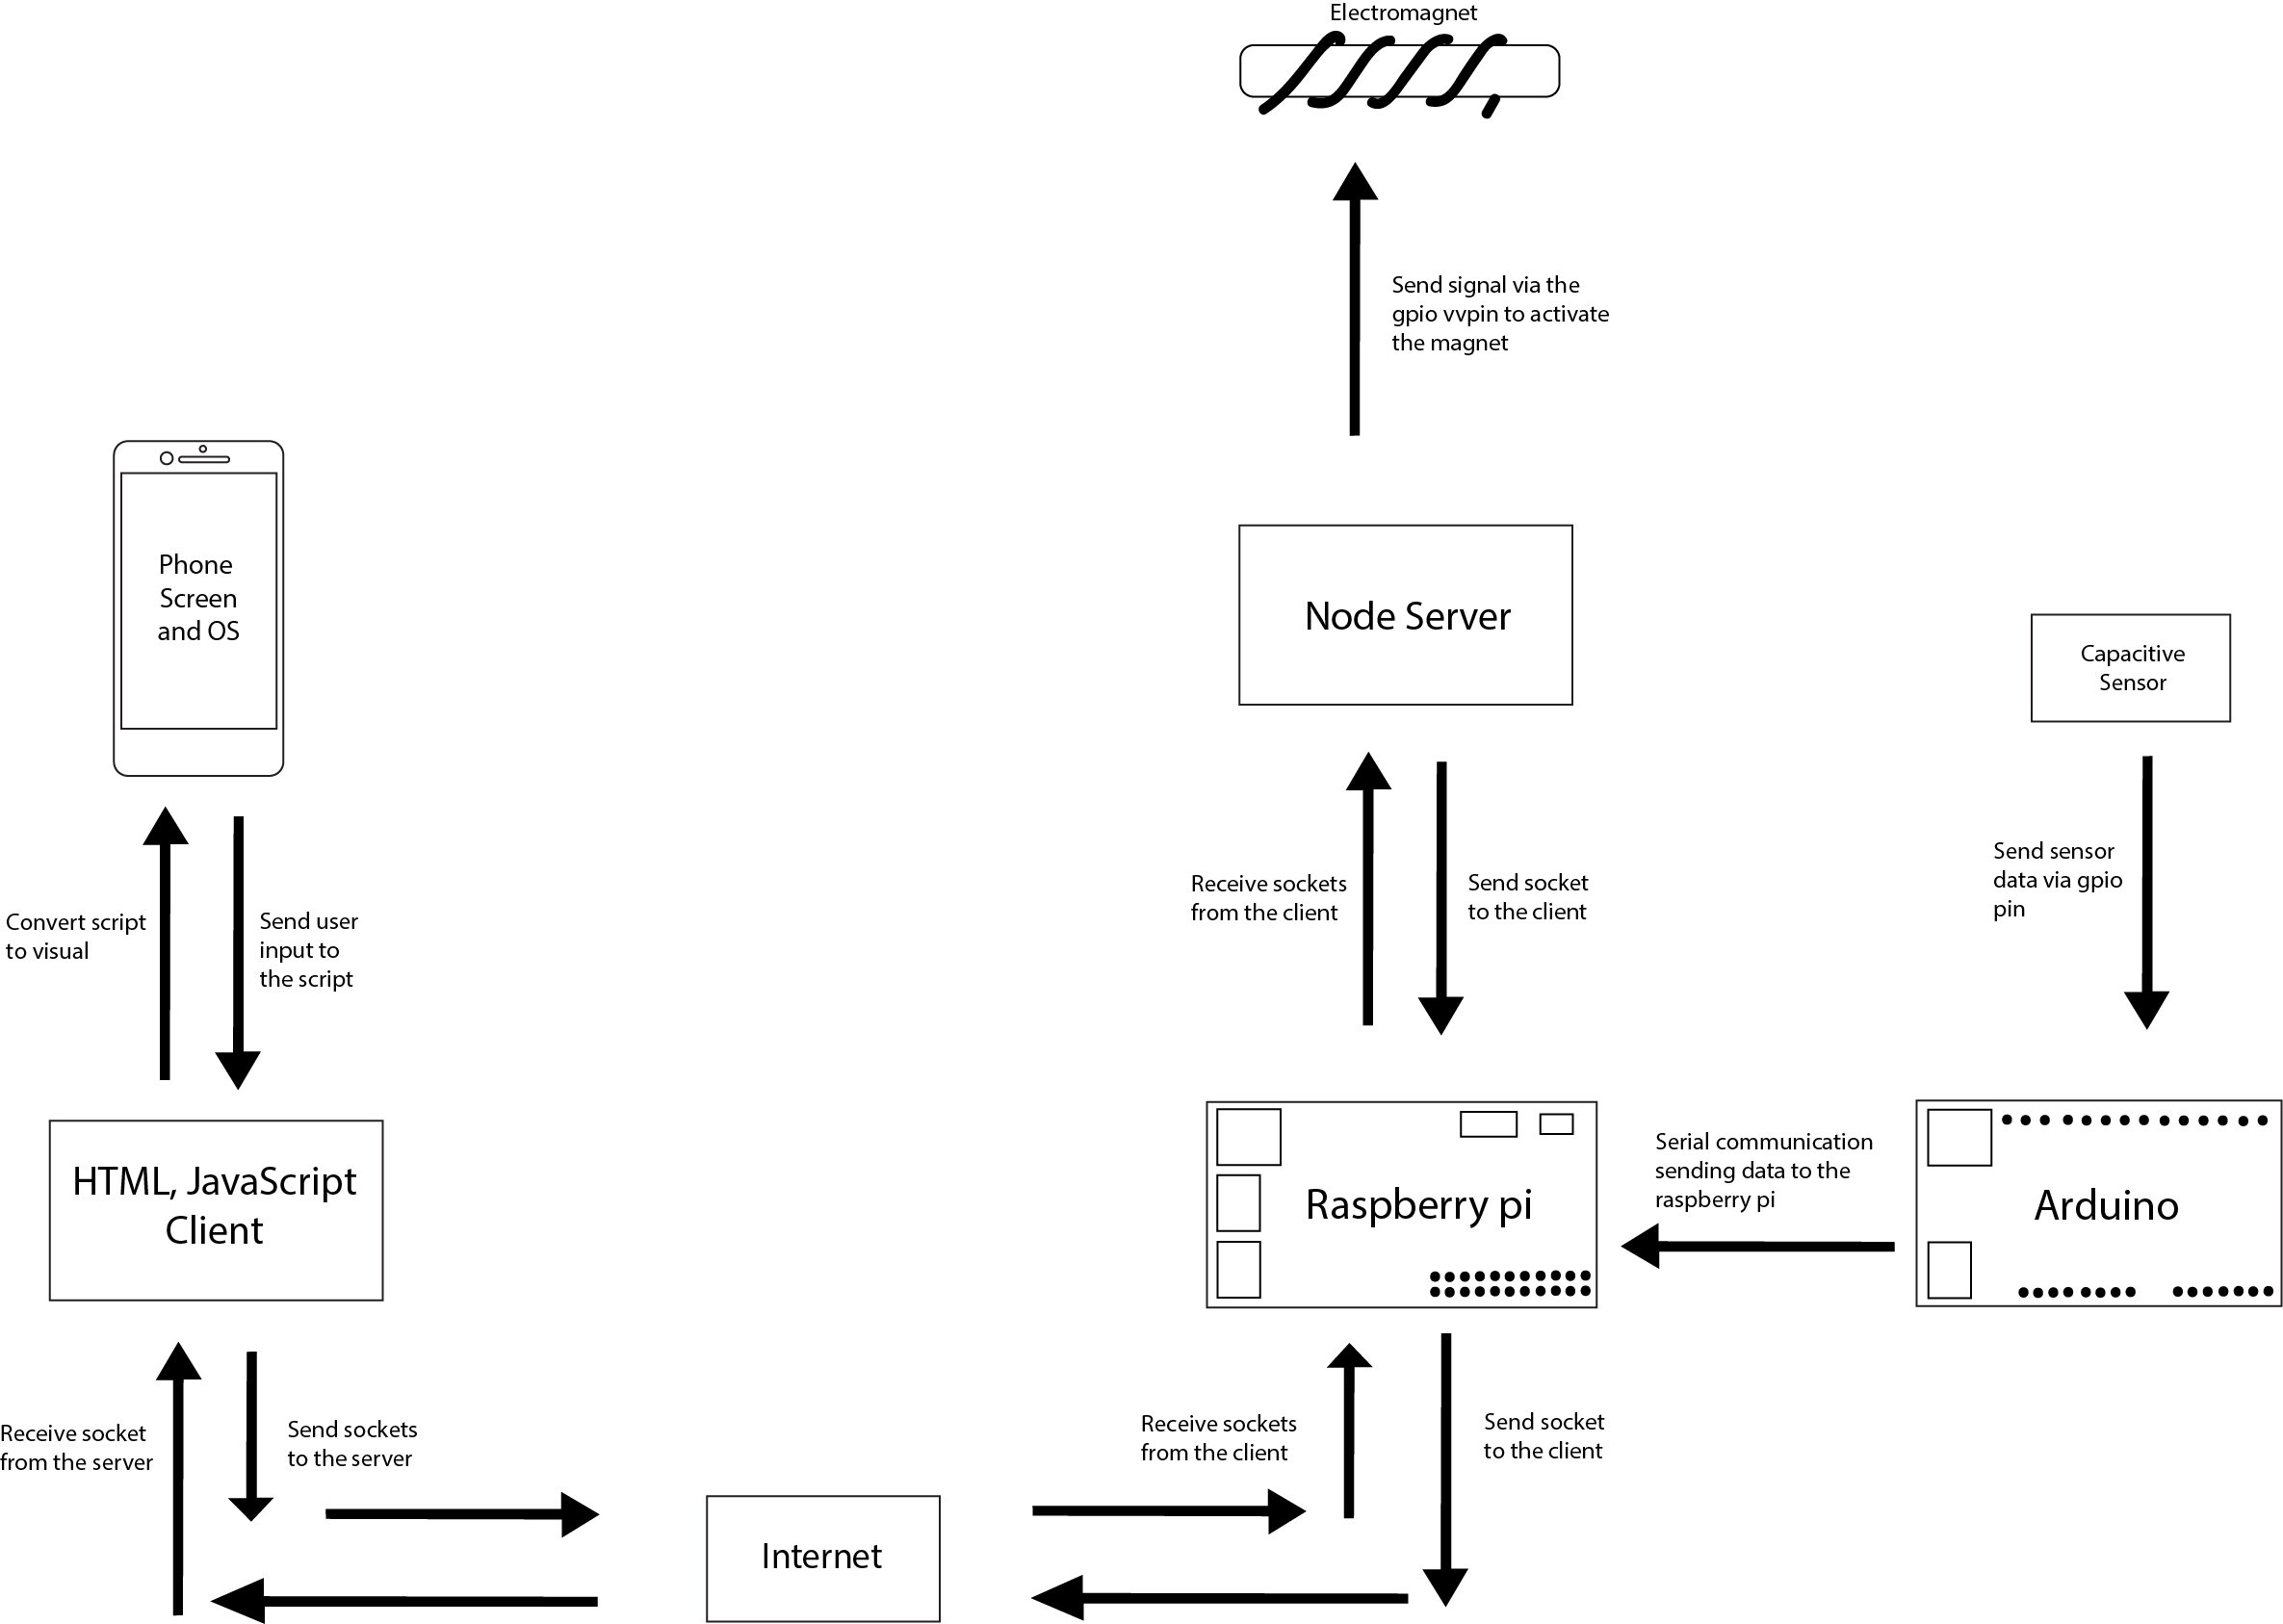 Electromagnet
Send signal via the
gpio vvpin to activate
the magnet
Phone
Screen
and OS
Node Server
Capacitive
Sensor
Convert script
to visual
Send user
input to
the script
Receive sockets
from the client
Send socket
to the client
Send sensor
data via gpio
pin
HTML, JavaScript
Client
Raspberry pi
Serial communication
sending data to the
raspberry pi
Arduino
Receive socket
from the server
Send sockets
to the server
Internet
Receive sockets
from the client
Send socket
to the client